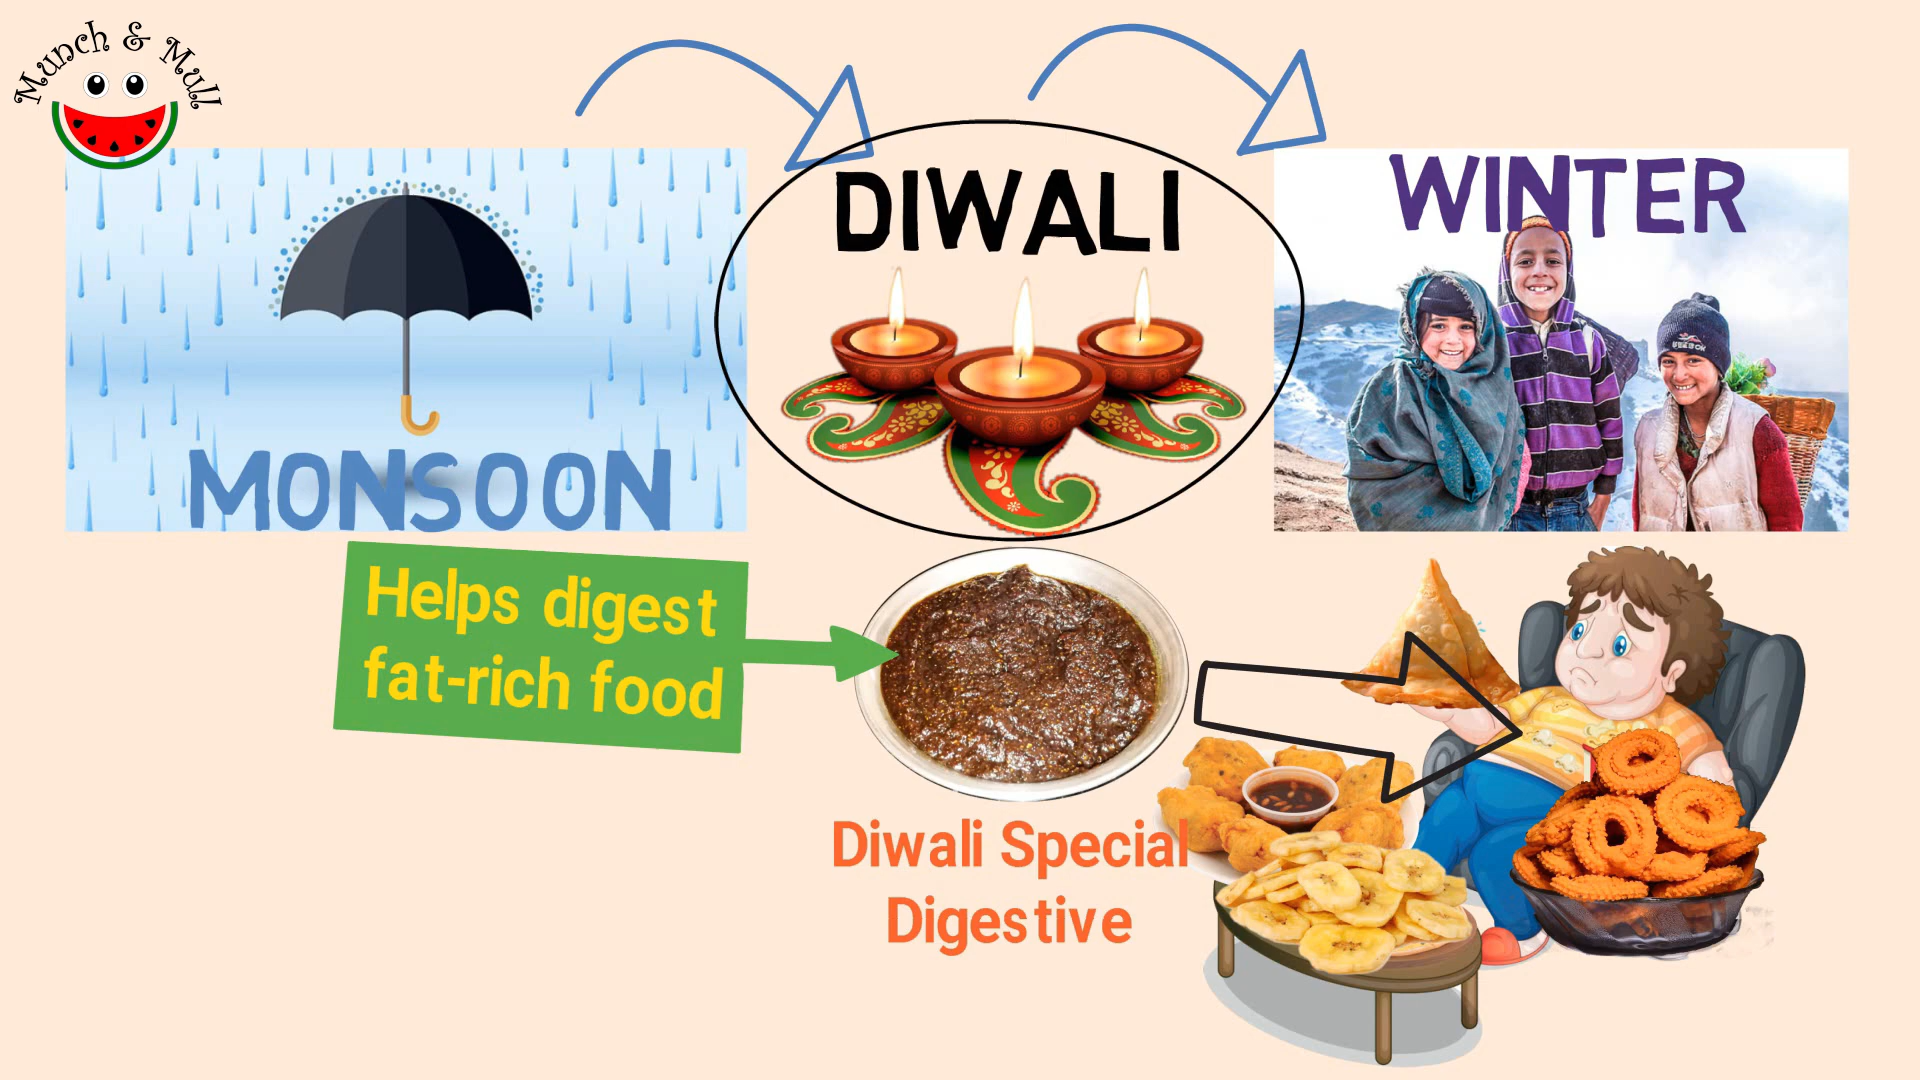 Munch & Mull
DIWALI
WINTER
MONSOON
Helps digest
fat-rich food
Diwali Special
Digestive